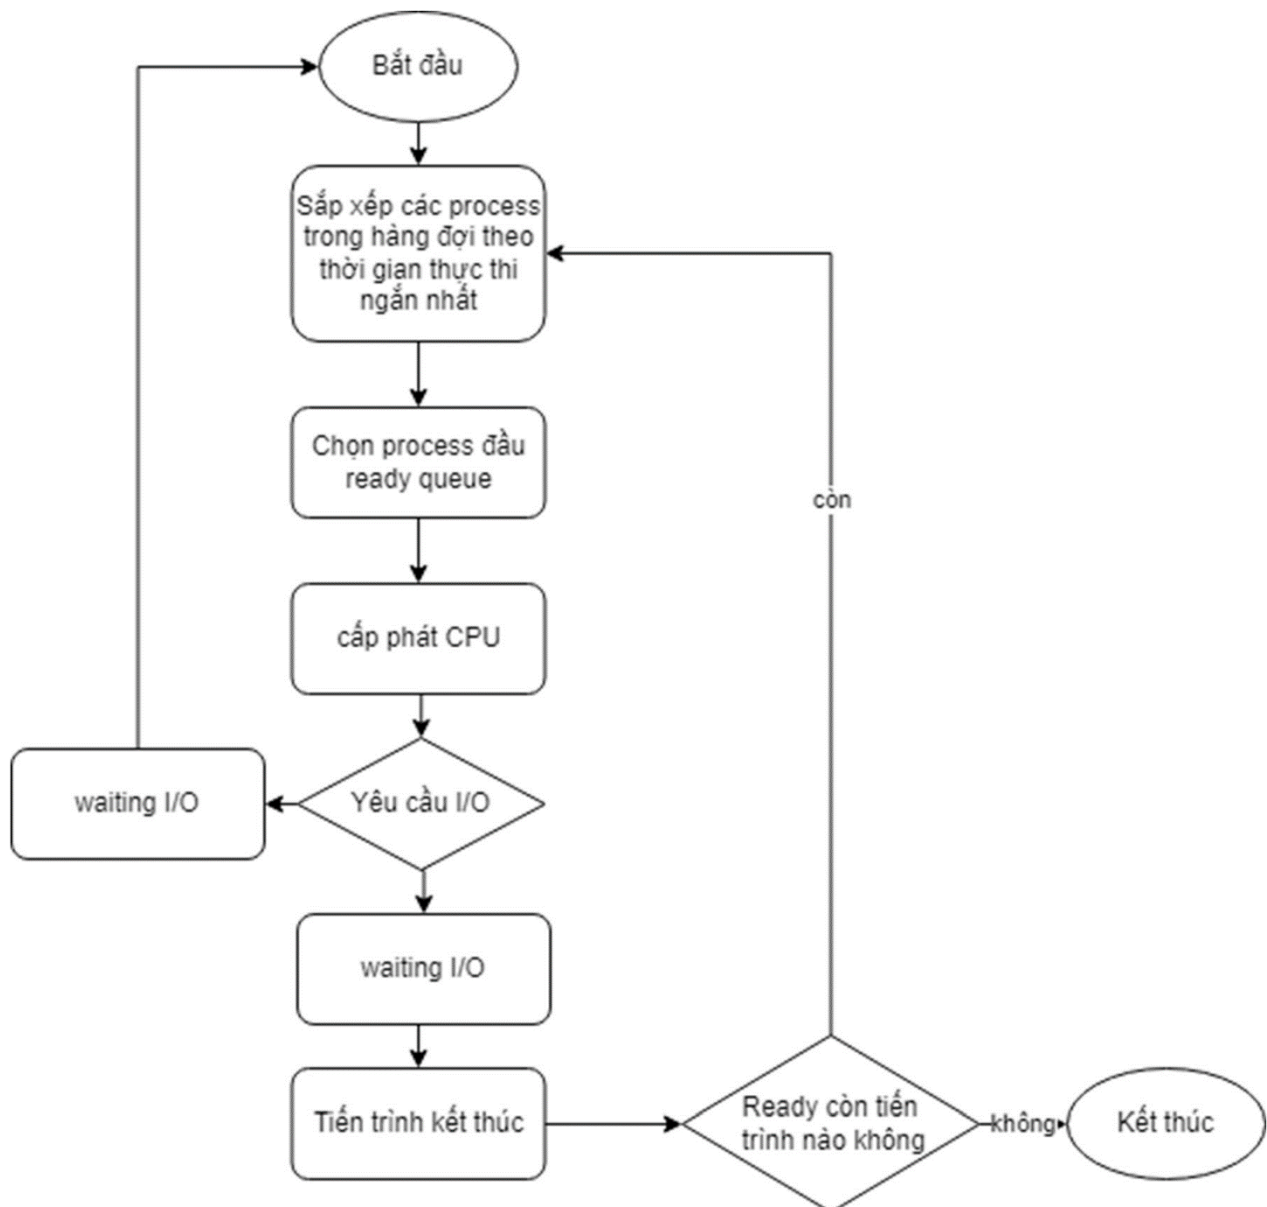 Bắt đầu
Sắp xếp các process
trong hàng đợi theo
thời gian thực thi
ngắn nhất
Chọn process đầu
ready queue
còn
cấp phát CPU
waiting I/O
Yêu cầu I/O
waiting I/O
Tiến trình kết thúc
Ready còn tiến
trình nào không
không
Kết thúc